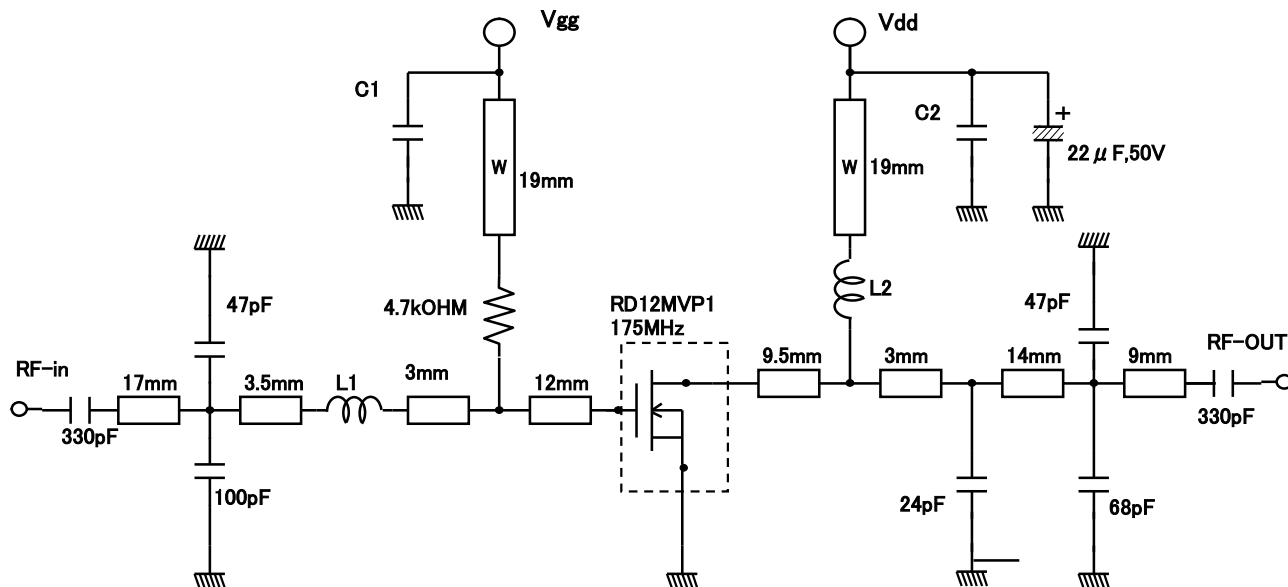 Vgg
Vdd
C1
C2
W
19mm
W
19mm
22μF,50V
+
47pF
4.7kOHM
RD12MVP1
175MHz
L2
47pF
RF-in
17mm
3.5mm
L1
3mm
12mm
9.5mm
3mm
14mm
9mm
RF-OUT
330pF
330pF
100pF
24pF
68pF